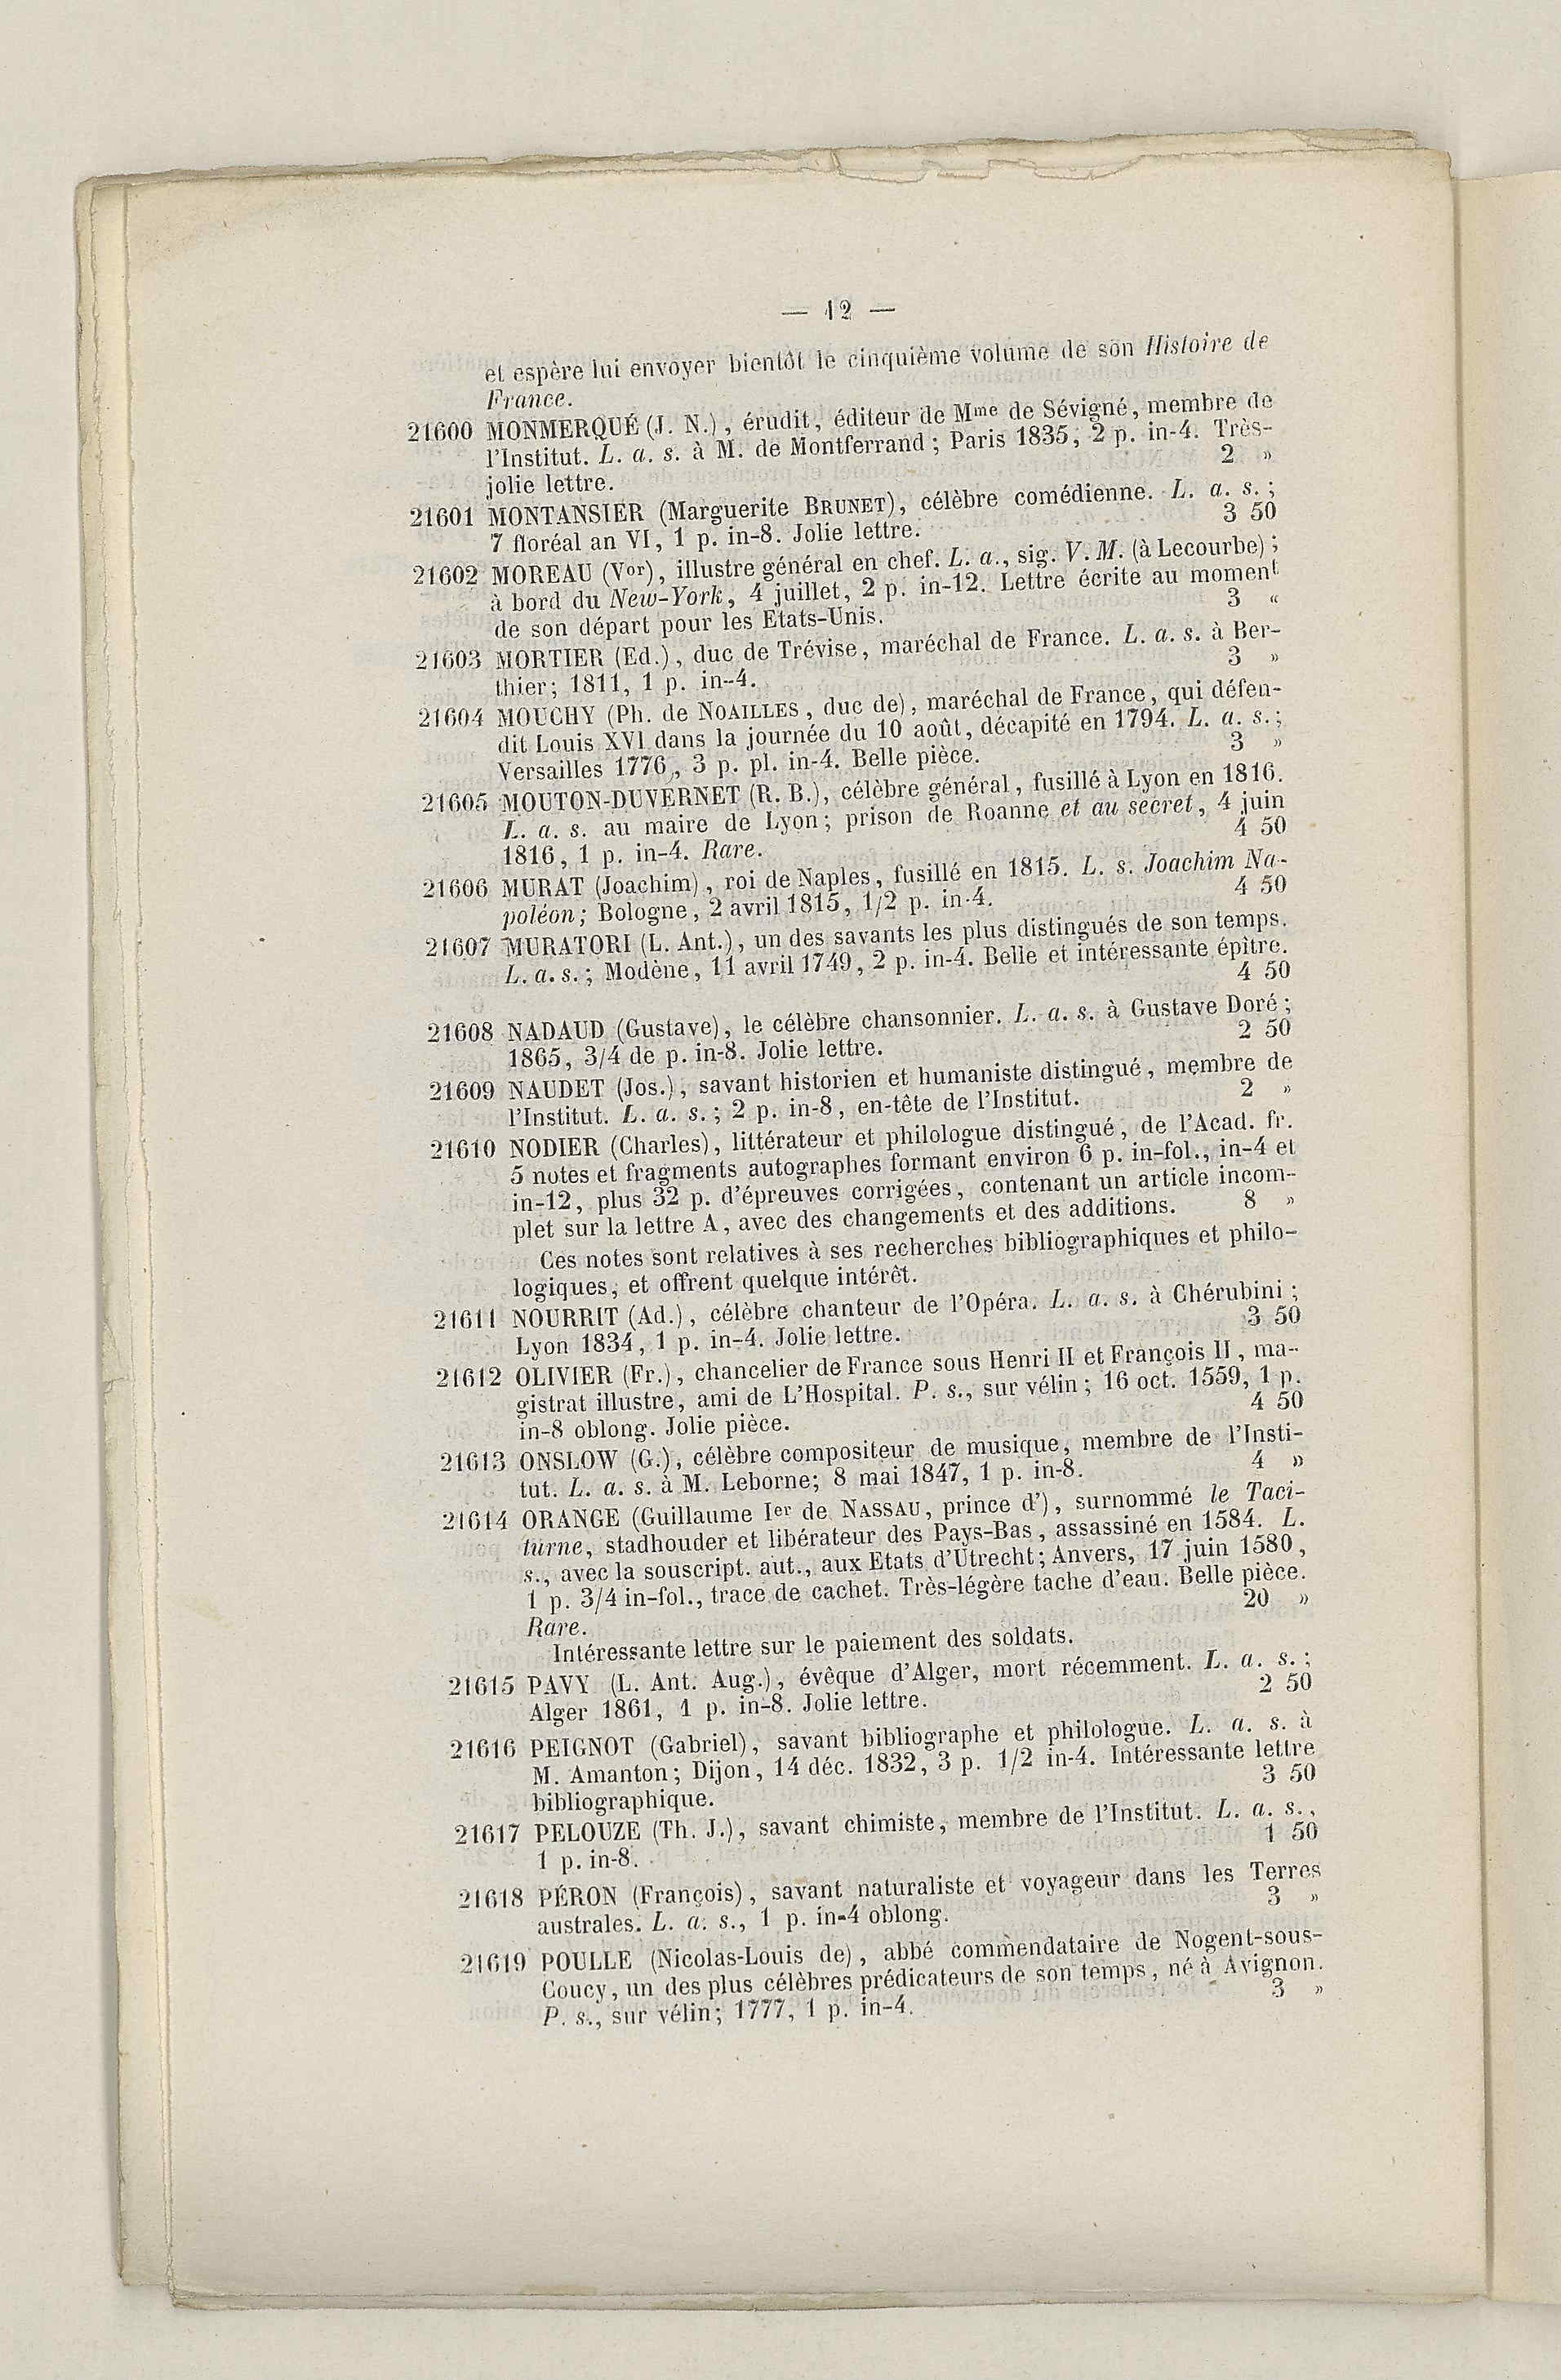 — 12 —
et espère lui envoyer bientôt le cinquième volume de son Histoire de
France.
21600 MONMERQUÉ (J. N.), érudit, éditeur de Mme de Sévigné, membre de
l'Institut. L. a. s. à M. de Montferrand; Paris 1835, 2 p. in-4. Très-
jolie lettre. 2 »
21601 MONTANSIER (Marguerite BRUNET), célèbre comédienne. L. a. s.;
7 floréal an VI, 1 p. in-8. Jolie lettre. 3 50
21602 MOREAU (Vor), illustre général en chef. L. a., sig. V. M. (à Lecourbe);
à bord du New-York, 4 juillet, 2 p. in-12. Lettre écrite au moment
de son départ pour les Etats-Unis. 3 «
21603 MORTIER (Ed.), duc de Trévise, maréchal de France. L. a. s. à Ber-
thier; 1811, 1 p. in-4. 3 »
21604 MOUCHY (Ph. de NOAILLES, duc de), maréchal de France, qui défen-
dit Louis XVI dans la journée du 10 août, décapité en 1794. L. a. s.;
Versailles 1776, 3 p. pl. in-4. Belle pièce. 3 »
21605 MOUTON-DUVERNET (R. B.), célèbre général, fusillé à Lyon en 1816.
L. a. s. au maire de Lyon; prison de Roanne et au secret, 4 juin
1816, 1 p. in-4. Rare. 4 50
21606 MURAT (Joachim), roi de Naples, fusillé en 1815. L. s. Joachim Na-
poléon; Bologne, 2 avril 1815, 1/2 p. in-4. 4 50
21607 MURATORI (L. Ant.), un des savants les plus distingués de son temps.
L. a. s.; Modène, 11 avril 1749, 2 p. in-4. Belle et intéressante épître.
4 50
21608 NADAUD (Gustave), le célèbre chansonnier. L. a. s. à Gustave Doré;
1865, 3/4 de p. in-8. Jolie lettre. 2 50
21609 NAUDET (Jos.), savant historien et humaniste distingué, membre de
l'Institut. L. a. s.; 2 p. in-8, en-tête de l'Institut. 2 »
21610 NODIER (Charles), littérateur et philologue distingué, de l'Acad. fr.
5 notes et fragments autographes formant environ 6 p. in-fol., in-4 et
in-12, plus 32 p. d'épreuves corrigées, contenant un article incom-
plet sur la lettre A, avec des changements et des additions. 8 »
Ces notes sont relatives à ses recherches bibliographiques et philo-
logiques, et offrent quelque intérêt.
21611 NOURRIT (Ad.), célèbre chanteur de l'Opéra. L. a. s. à Chérubini;
Lyon 1834, 1 p. in-4. Jolie lettre. 3 50
21612 OLIVIER (Fr.), chancelier de France sous Henri II et François II, ma-
gistrat illustre, ami de L'Hospital. P. s., sur vélin; 16 oct. 1559, 1 p.
in-8 oblong. Jolie pièce. 4 50
21613 ONSLOW (G.), célèbre compositeur de musique, membre de l'Insti-
tut. L. a. s. à M. Leborne; 8 mai 1847, 1 p. in-8. 4 »
21614 ORANGE (Guillaume Ier de NASSAU, prince d'), surnommé le Taci-
turne, stadhouder et libérateur des Pays-Bas, assassiné en 1584. L.
s., avec la souscript. aut., aux Etats d'Utrecht; Anvers, 17 juin 1580,
1 p. 3/4 in-fol., trace de cachet. Très-légère tache d'eau. Belle pièce.
Rare. 20 »
Intéressante lettre sur le paiement des soldats.
21615 PAVY (L. Ant. Aug.), évêque d'Alger, mort récemment. L. a. s.;
Alger 1861, 1 p. in-8. Jolie lettre. 2 50
21616 PEIGNOT (Gabriel), savant bibliographe et philologue. L. a. s. à
M. Amanton; Dijon, 14 déc. 1832, 3 p. 1/2 in-4. Intéressante lettre
bibliographique. 3 50
21617 PELOUZE (Th. J.), savant chimiste, membre de l'Institut. L. a. s.,
1 p. in-8. 1 50
21618 PÉRON (François), savant naturaliste et voyageur dans les Terres
australes. L. a. s., 1 p. in-4 oblong. 3 »
21619 POULLE (Nicolas-Louis de), abbé commendataire de Nogent-sous-
Coucy, un des plus célèbres prédicateurs de son temps, né à Avignon.
P. s., sur vélin; 1777, 1 p. in-4. 3 »